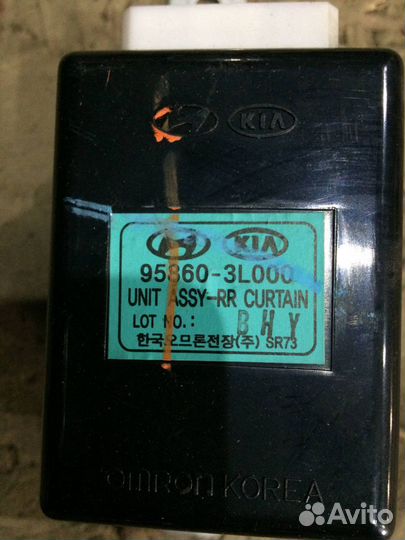 KIA
KIA
95860-3L000
UNIT ASSY-RR CURTAIN
LOT NO.: B H Y
한국오므론전장(주) SR73
OMRON KOREA
Avito